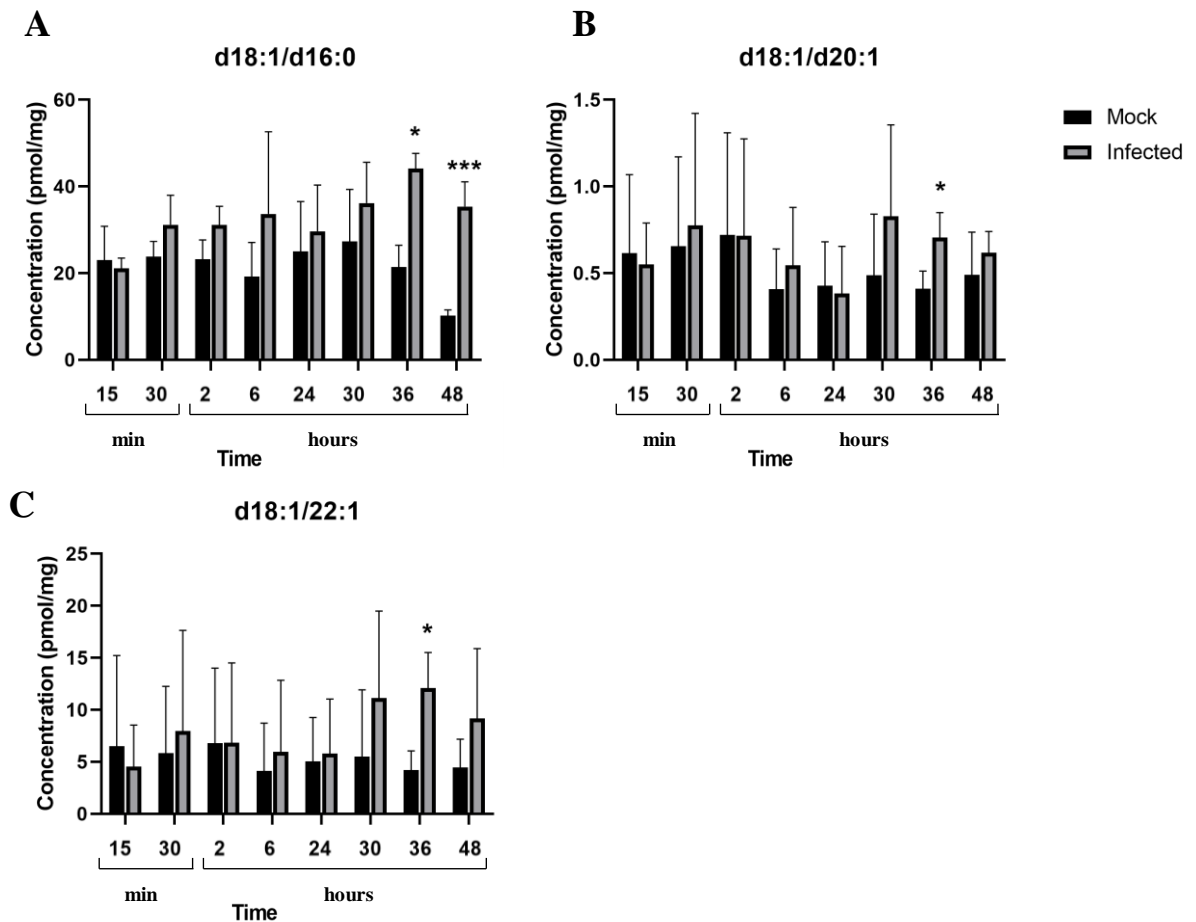 A
d18:1/d16:0
Concentration (pmol/mg)
60
40
20
0
*
***
15 30 2 6 24 30 36 48
min hours
Time
B
d18:1/d20:1
Concentration (pmol/mg)
1.5
1.0
0.5
0.0
*
15 30 2 6 24 30 36 48
min hours
Time
Mock
Infected
C
d18:1/22:1
Concentration (pmol/mg)
25
20
15
10
5
0
*
15 30 2 6 24 30 36 48
min hours
Time